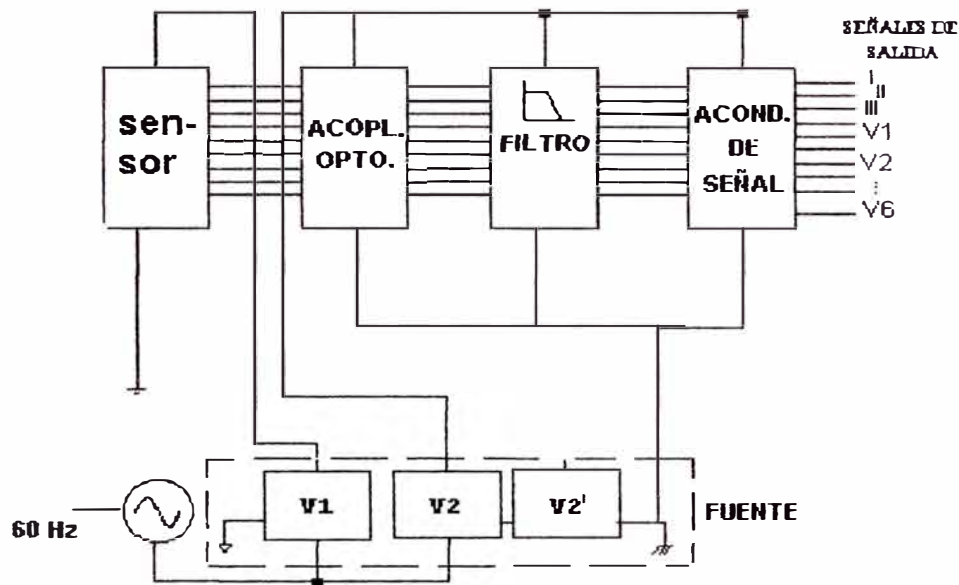 SEÑALES DE
SALIDA
sen-
sor
ACOPL.
OPTO.
FILTRO
ACOND.
DE
SEÑAL
I
II
III
V1
V2
⋮
V6
V1
V2
V2'
FUENTE
60 Hz